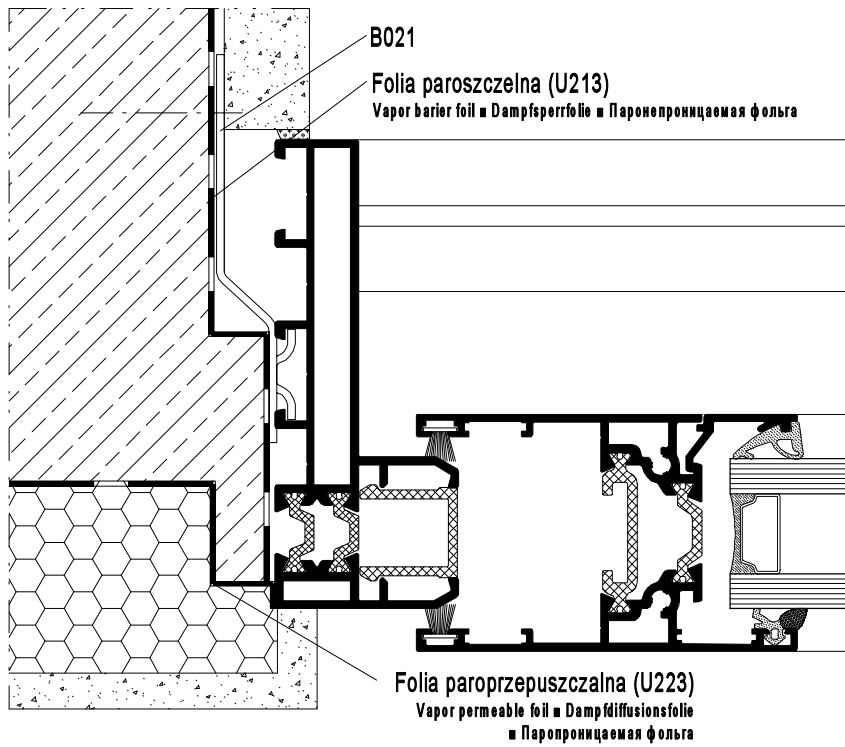 B021
Folia paroszczelna (U213)
Vapor barier foil ■ Dampfsperrfolie ■ Паронепроницаемая фольга
Folia paroprzepuszczalna (U223)
Vapor permeable foil ■ Dampfdiffusionsfolie
■ Паропроницаемая фольга